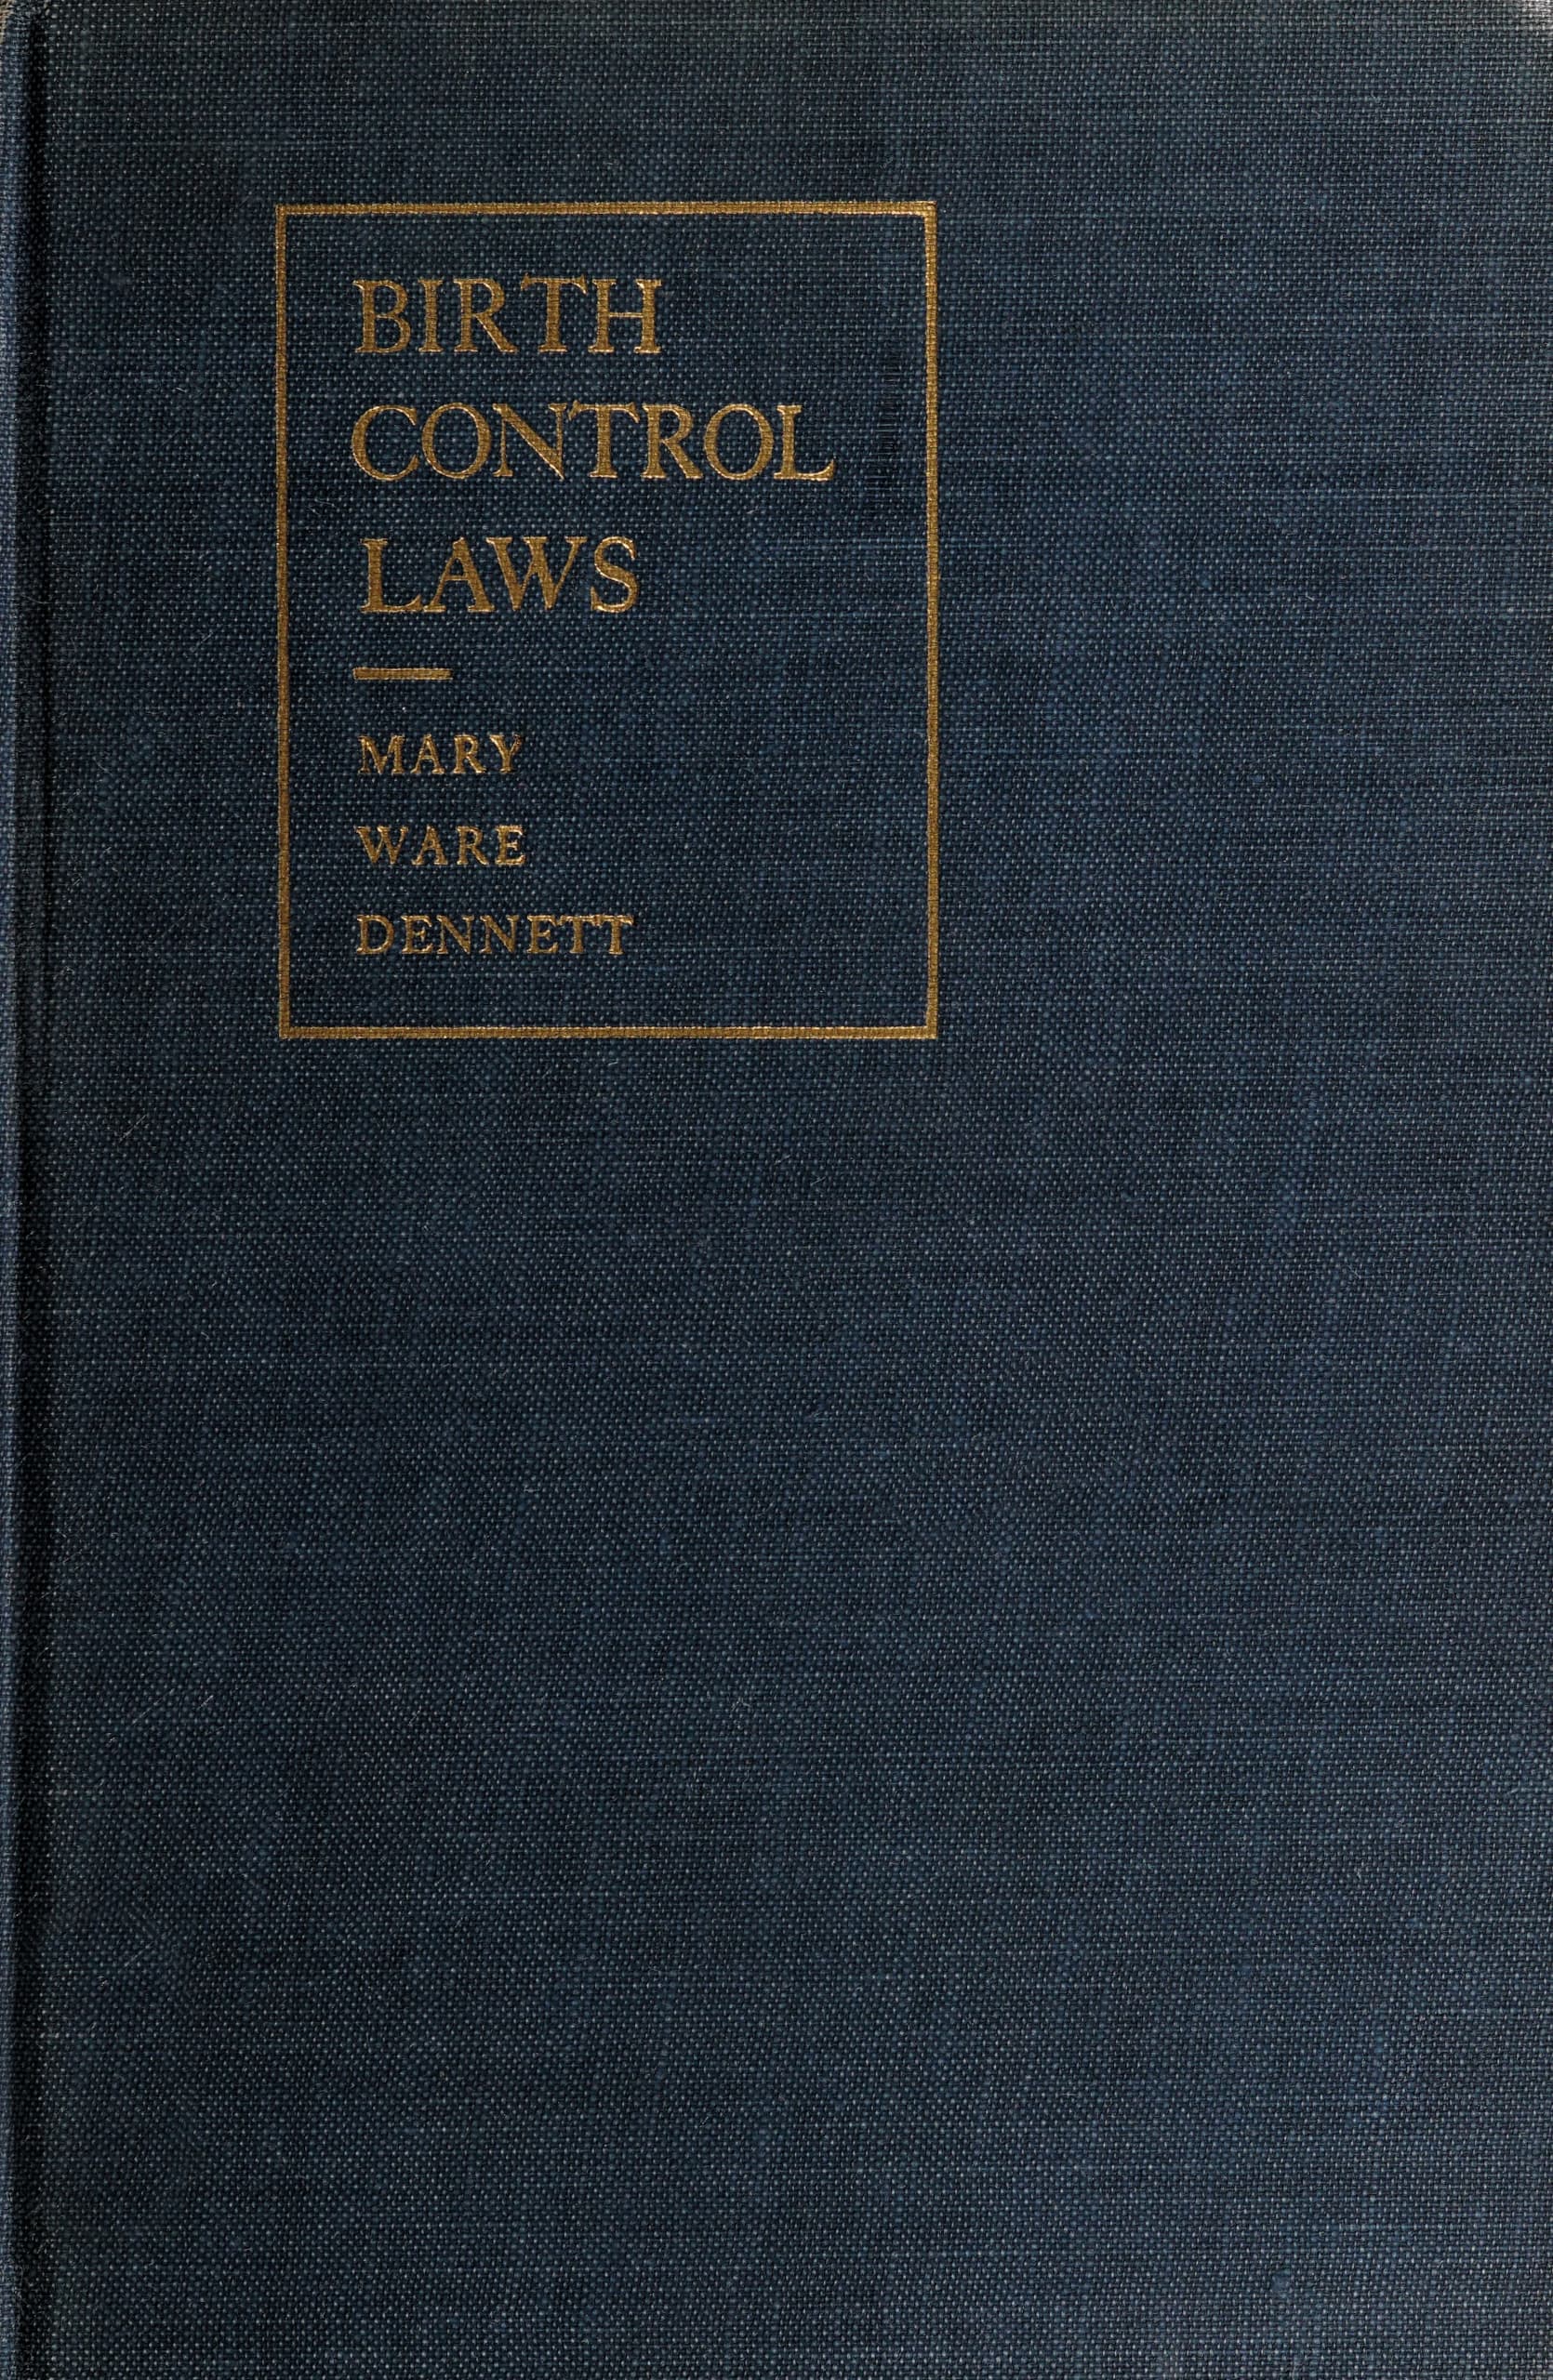 BIRTH
CONTROL
LAWS
MARY
WARE
DENNETT